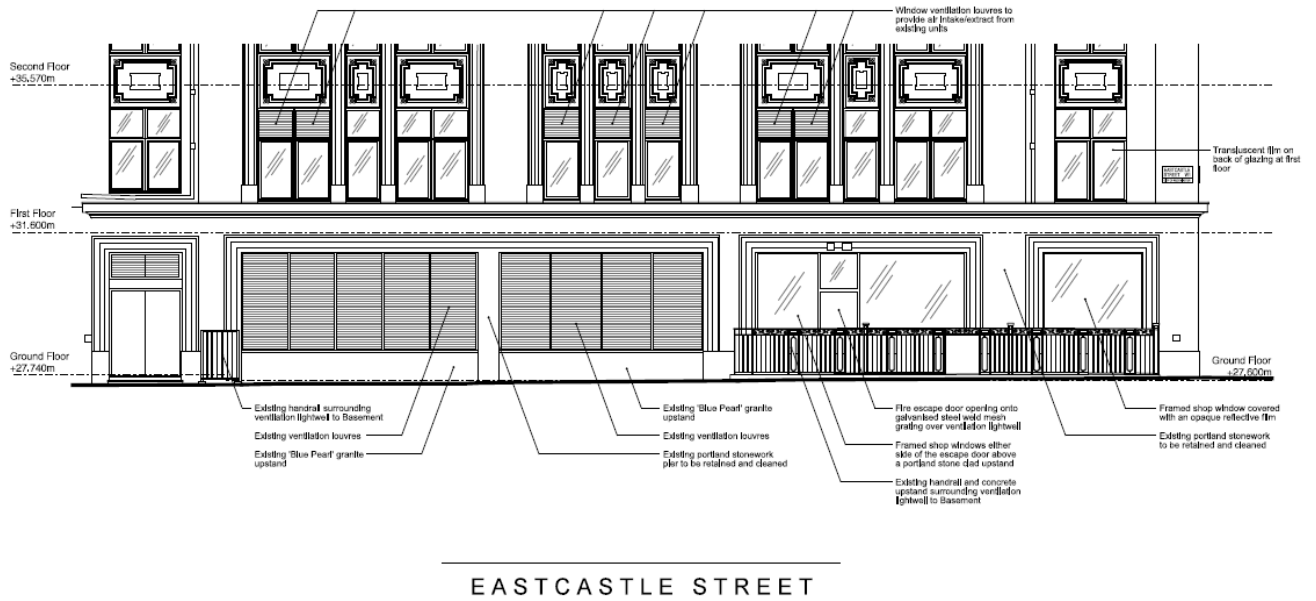 Window ventilation louvres to
provide air intake/extract from
existing units
Second Floor
+35.570m
Transluscent film on
back of glazing at first
floor
EASTCASTLE
STREET W1
First Floor
+31.600m
Ground Floor
+27.740m
Ground Floor
+27.600m
Existing handrail surrounding
ventilation lightwell to Basement
Existing ventilation louvres
Existing 'Blue Pearl' granite
upstand
Existing 'Blue Pearl' granite
upstand
Existing ventilation louvres
Existing portland stonework
pier to be retained and cleaned
Fire escape door opening onto
galvanised steel weld mesh
grating over ventilation lightwell
Framed shop windows either
side of the escape door above
a portland stone clad upstand
Existing handrail and concrete
upstand surrounding ventilation
lightwell to Basement
Framed shop window covered
with an opaque reflective film
Existing portland stonework
to be retained and cleaned
EASTCASTLE STREET